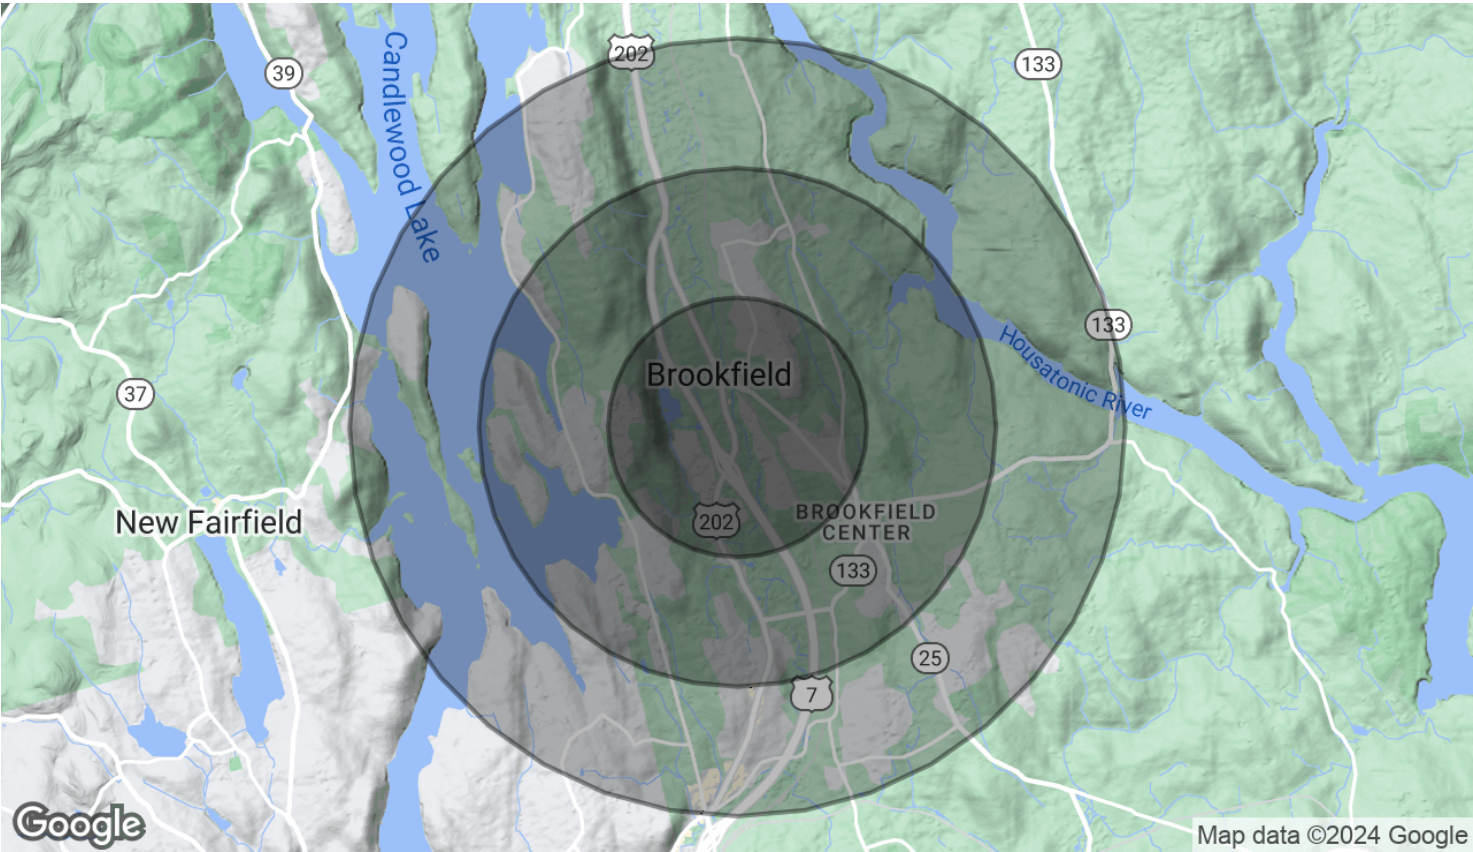 202
39
133
Candlewood Lake
133
Housatonic River
Brookfield
37
202
BROOKFIELD
CENTER
New Fairfield
133
25
7
Google
Map data ©2024 Google